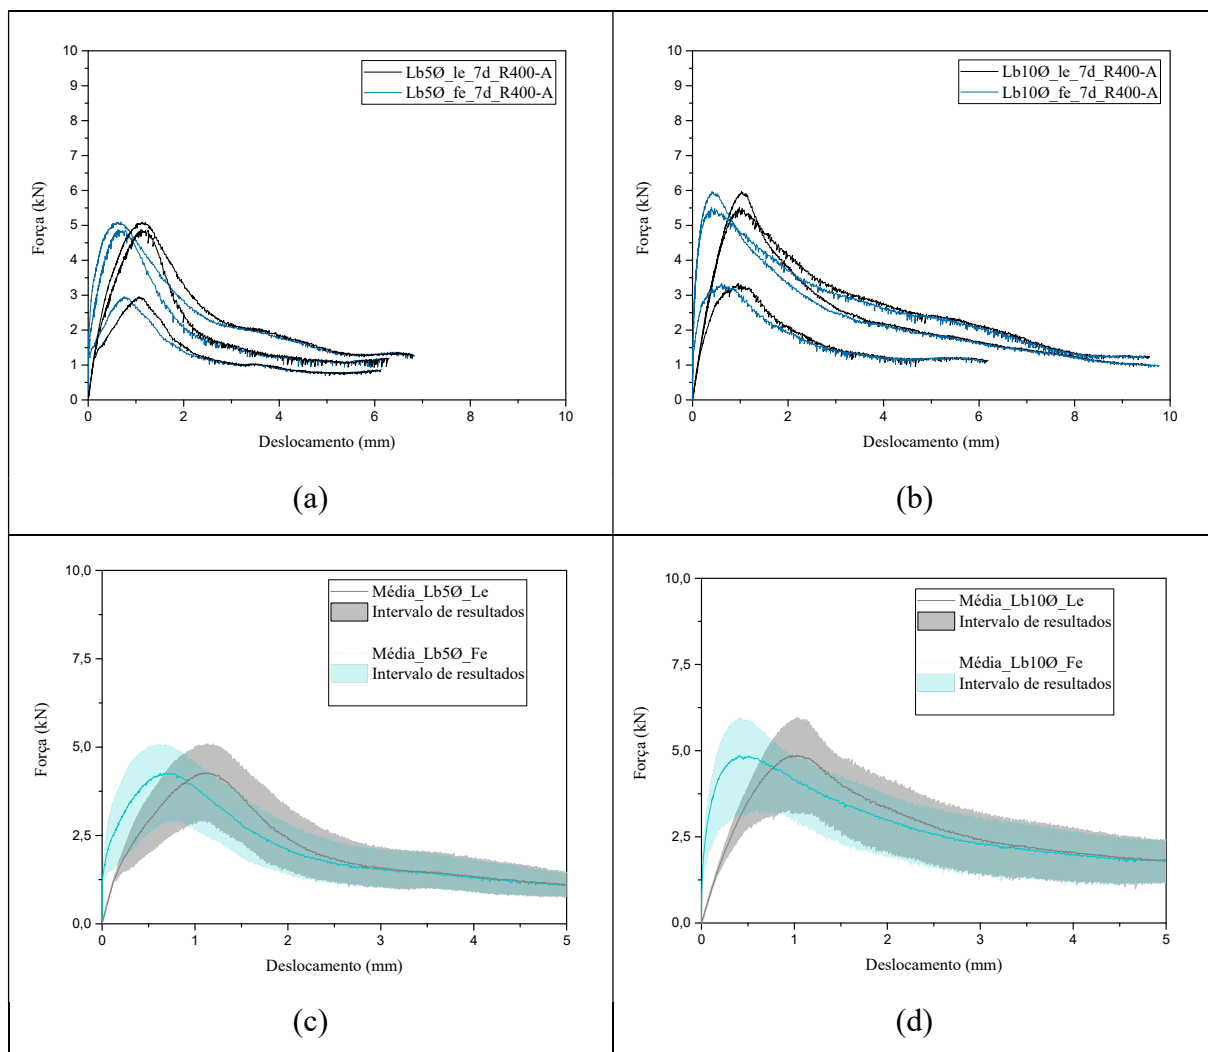 10
9
8
7
6
5
4
3
2
1
0
Força (kN)
Lb5Ø_le_7d_R400-A
Lb5Ø_fe_7d_R400-A
0 2 4 6 8 10
Deslocamento (mm)
(a)
10
9
8
7
6
5
4
3
2
1
0
Força (kN)
Lb10Ø_le_7d_R400-A
Lb10Ø_fe_7d_R400-A
0 2 4 6 8 10
Deslocamento (mm)
(b)
10,0
7,5
5,0
2,5
0,0
Força (kN)
Média_Lb5Ø_Le
Intervalo de resultados
Média_Lb5Ø_Fe
Intervalo de resultados
0 1 2 3 4 5
Deslocamento (mm)
(c)
10,0
7,5
5,0
2,5
0,0
Força (kN)
Média_Lb10Ø_Le
Intervalo de resultados
Média_Lb10Ø_Fe
Intervalo de resultados
0 1 2 3 4 5
Deslocamento (mm)
(d)